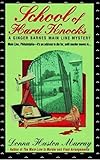 School of
Hard Knocks
A GINGER BARNES MAIN LINE MYSTERY
Main Line, Philadelphia—it's an address to die for, until murder moves in...
Donna Huston
Murray
Author of The Main Line Is Murder and Final Arrangements